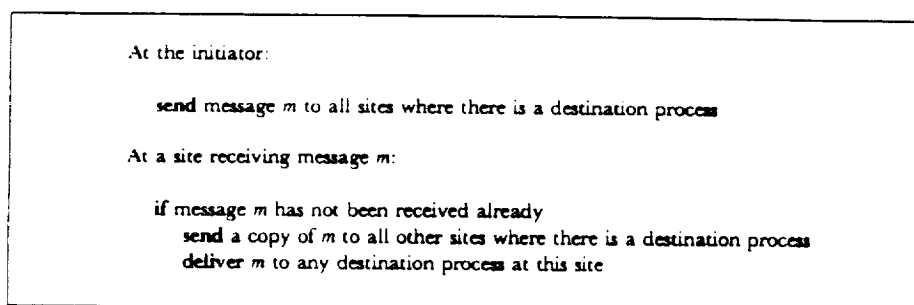 At the initiator:
send message m to all sites where there is a destination process
At a site receiving message m:
if message m has not been received already
send a copy of m to all other sites where there is a destination process
deliver m to any destination process at this site